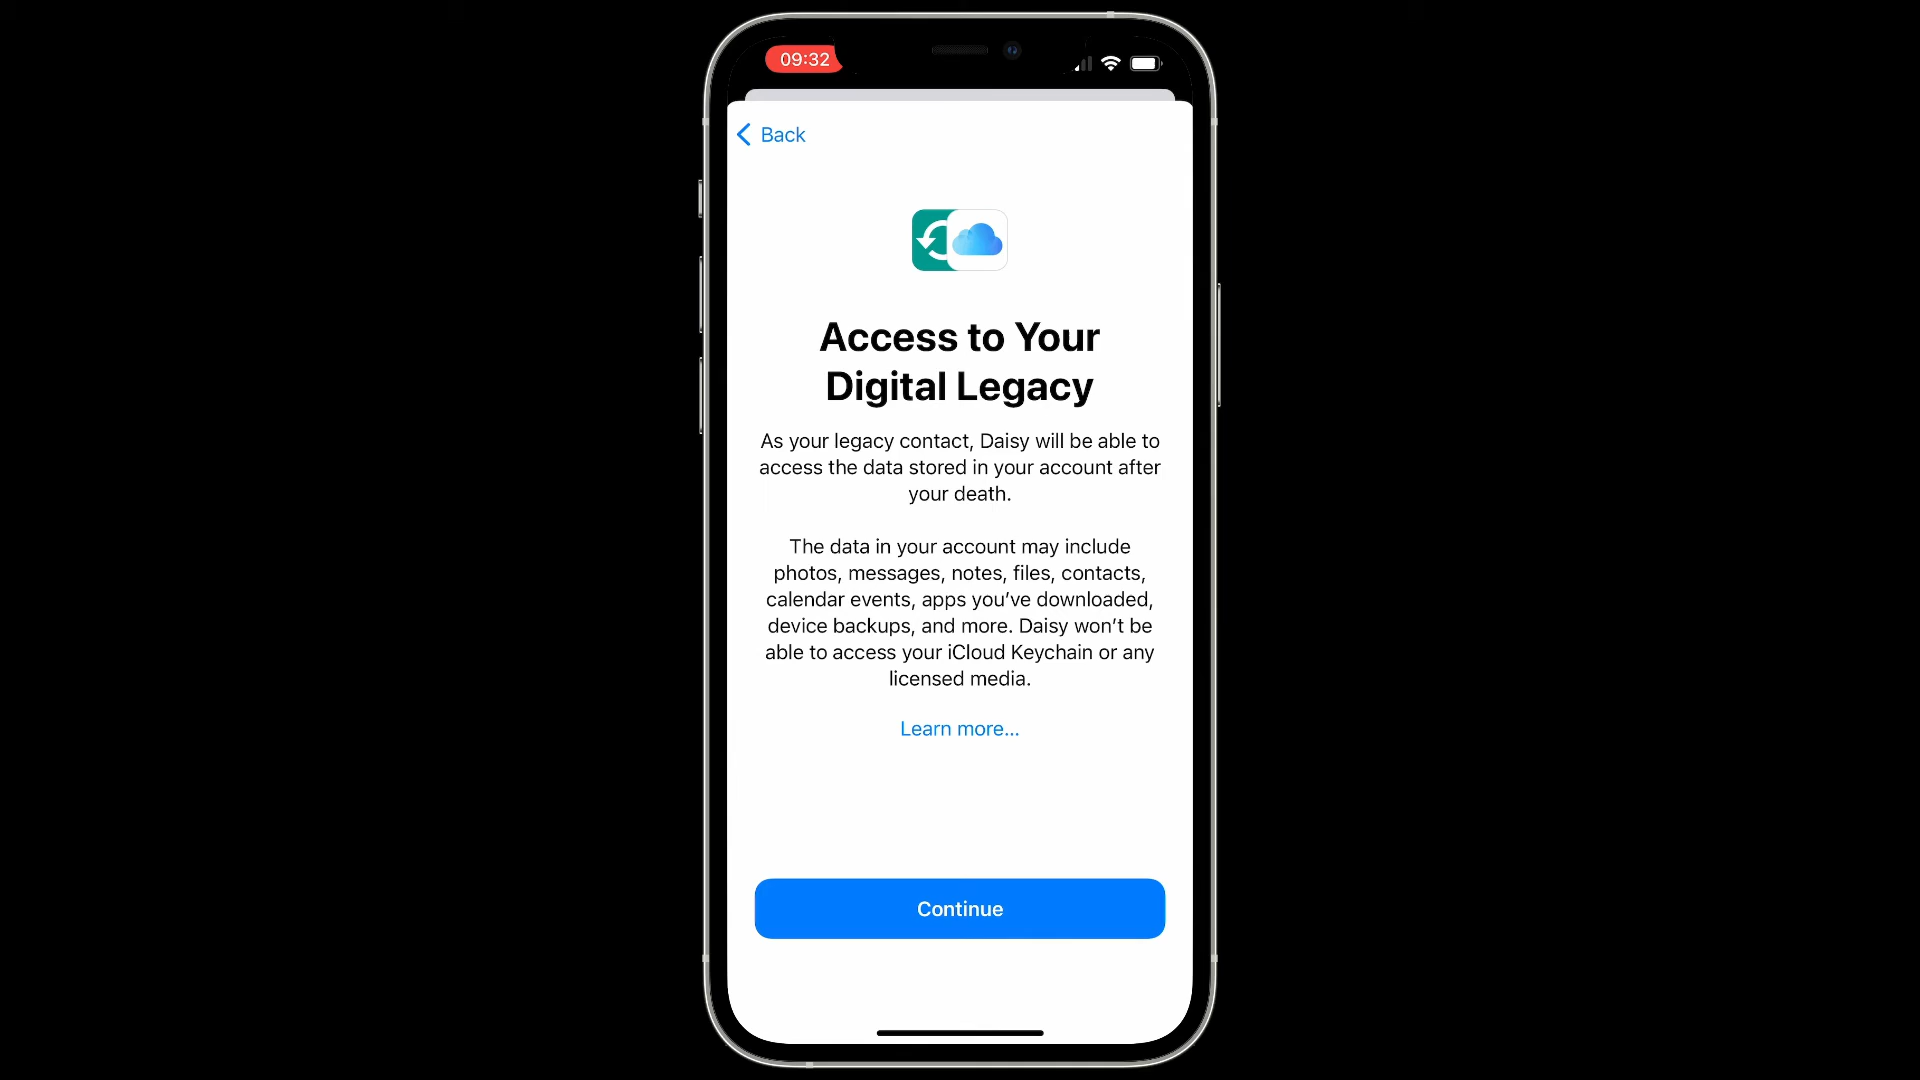 09:32
Back
Access to Your
Digital Legacy
As your legacy contact, Daisy will be able to
access the data stored in your account after
your death.
The data in your account may include
photos, messages, notes, files, contacts,
calendar events, apps you’ve downloaded,
device backups, and more. Daisy won’t be
able to access your iCloud Keychain or any
licensed media.
Learn more...
Continue